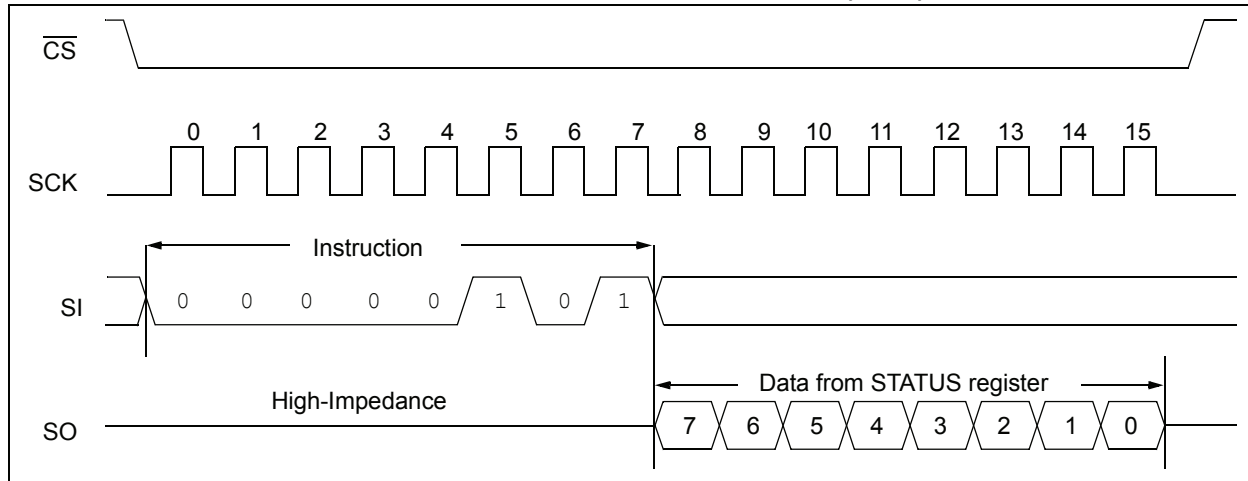 CS
0 1 2 3 4 5 6 7 8 9 10 11 12 13 14 15
SCK
Instruction
SI 0 0 0 0 0 1 0 1
Data from STATUS register
High-Impedance
SO 7 6 5 4 3 2 1 0